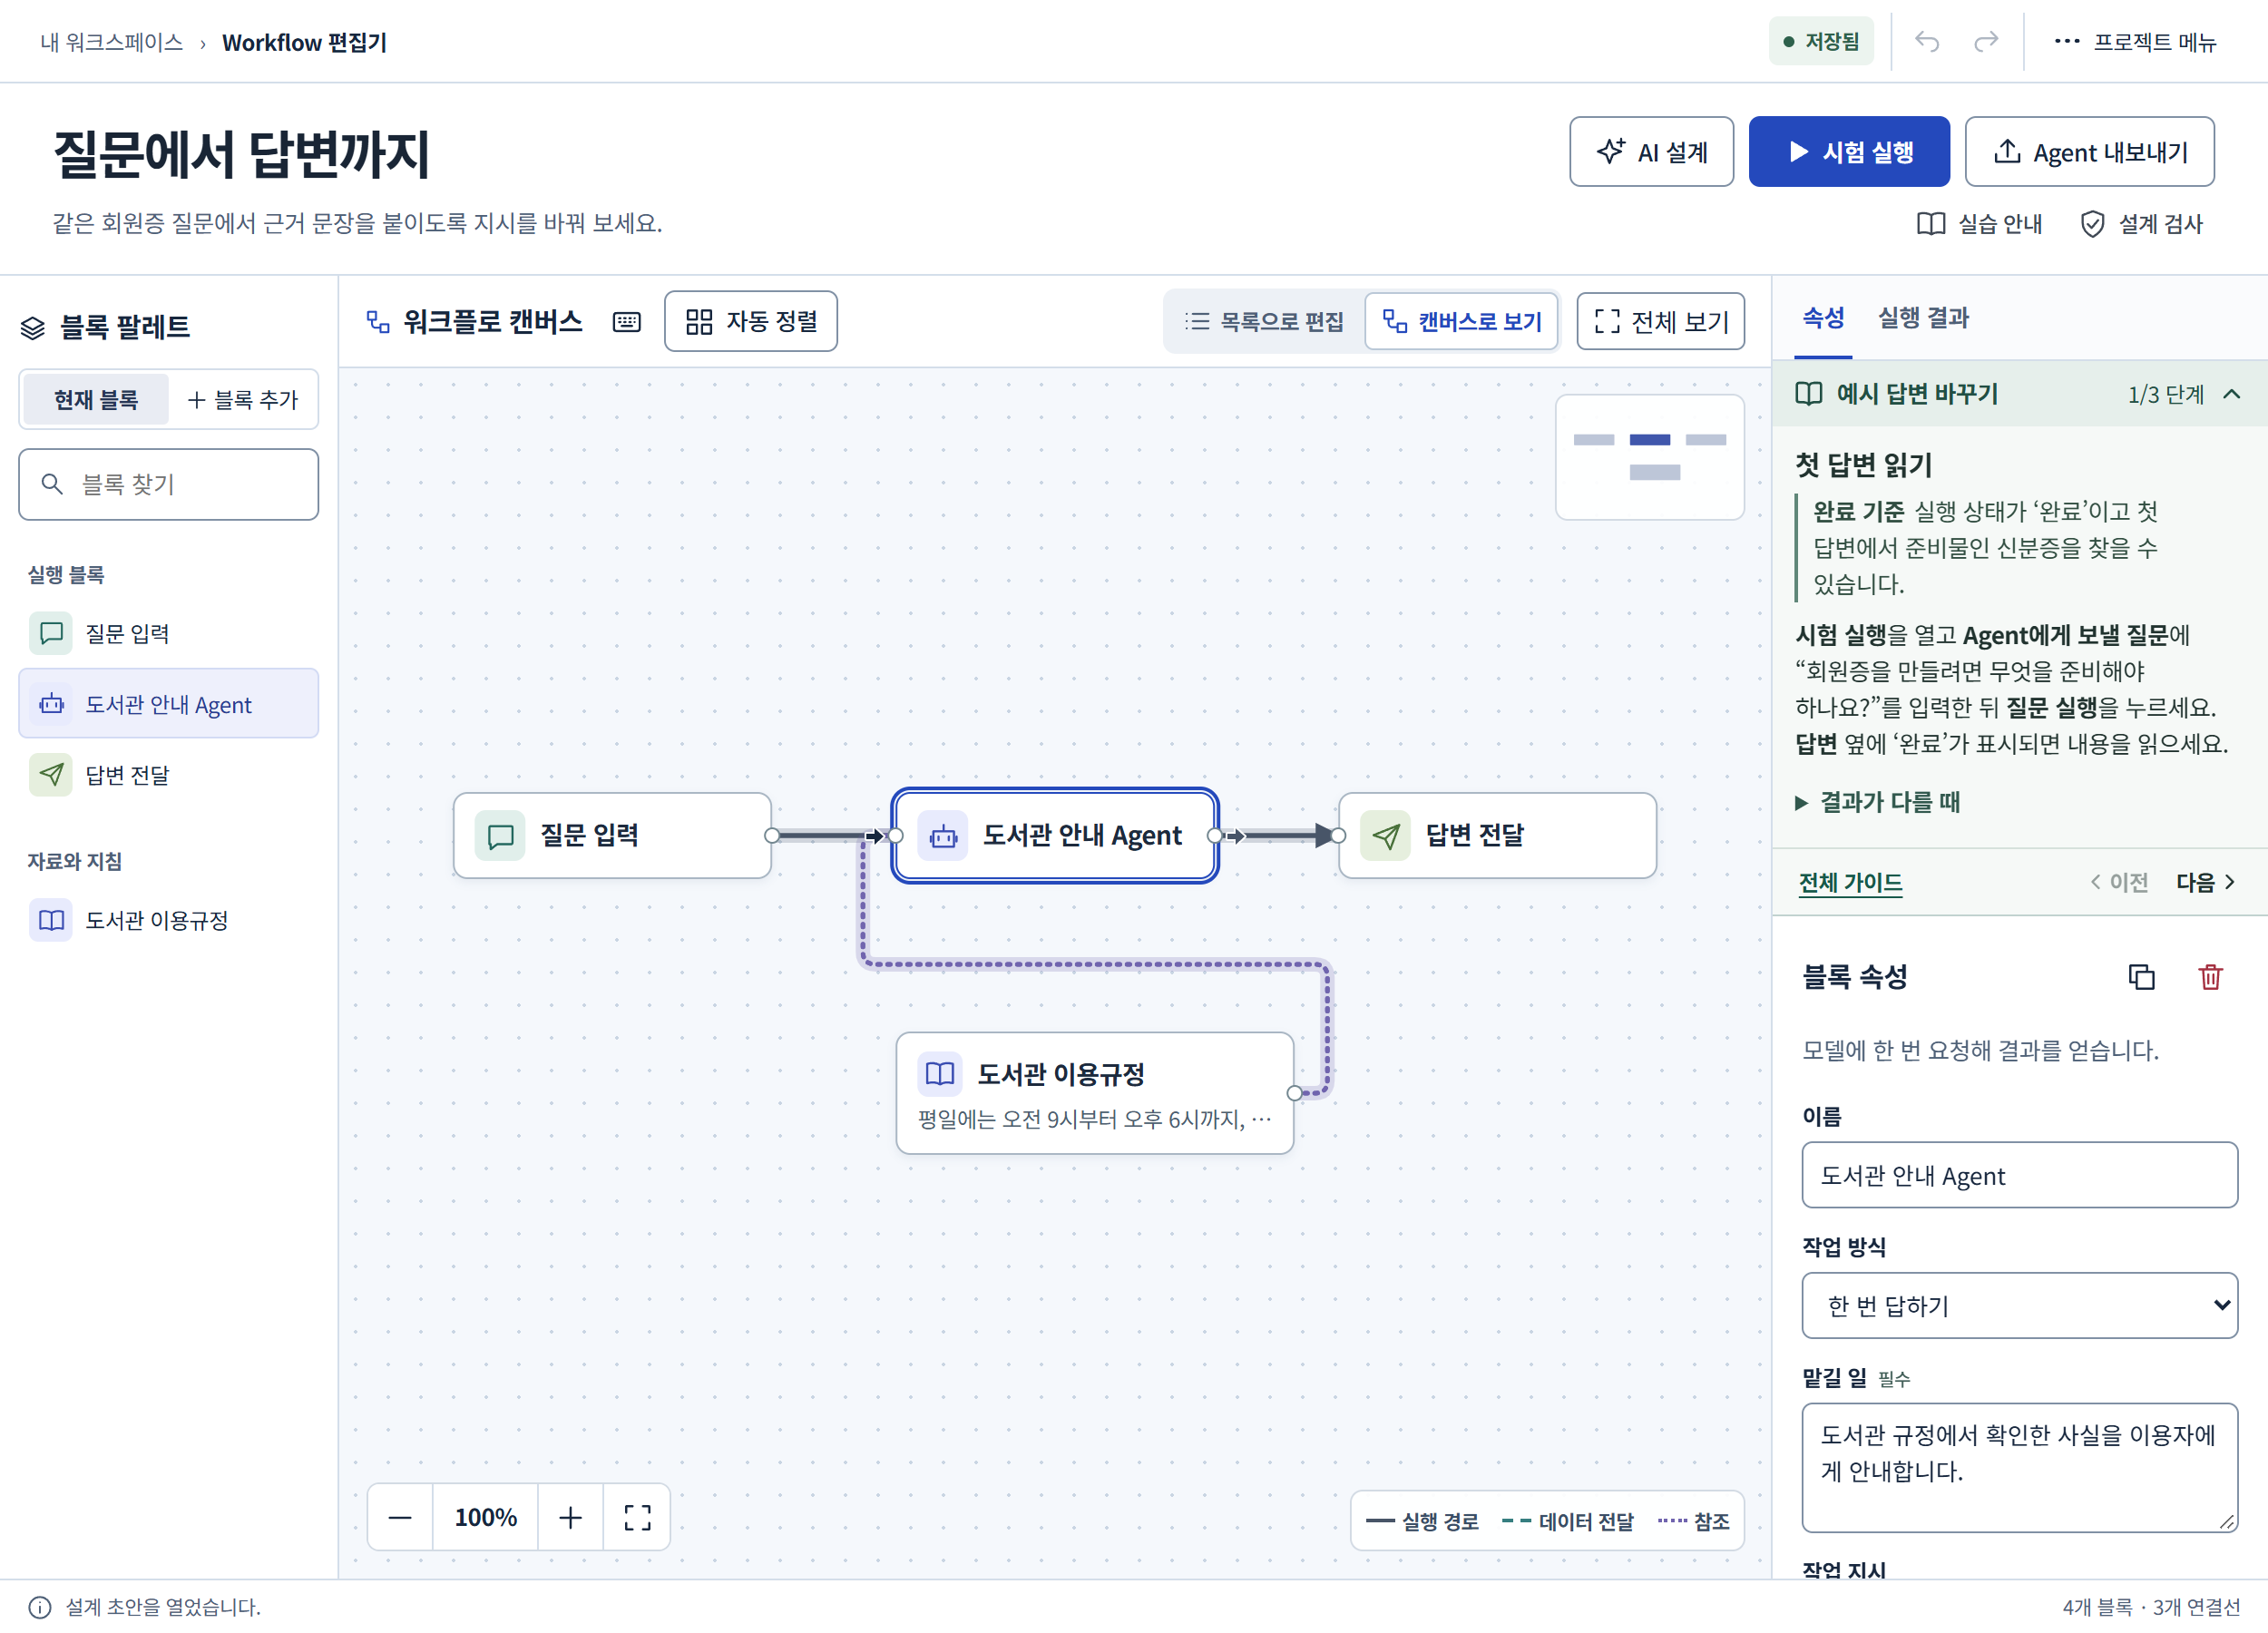 내 워크스페이스 › Workflow 편집기
저장됨
프로젝트 메뉴
질문에서 답변까지
같은 회원증 질문에서 근거 문장을 붙이도록 지시를 바꿔 보세요.
AI 설계
시험 실행
Agent 내보내기
실습 안내
설계 검사
블록 팔레트
현재 블록
블록 추가
블록 찾기
실행 블록
질문 입력
도서관 안내 Agent
답변 전달
자료와 지침
도서관 이용규정
워크플로 캔버스
자동 정렬
목록으로 편집
캔버스로 보기
전체 보기
질문 입력
도서관 안내 Agent
답변 전달
도서관 이용규정
평일에는 오전 9시부터 오후 6시까지, …
100%
실행 경로
데이터 전달
참조
속성
실행 결과
예시 답변 바꾸기
1/3 단계
첫 답변 읽기
완료 기준 실행 상태가 ‘완료’이고 첫
답변에서 준비물인 신분증을 찾을 수
있습니다.
시험 실행을 열고 Agent에게 보낼 질문에
“회원증을 만들려면 무엇을 준비해야
하나요?”를 입력한 뒤 질문 실행을 누르세요.
답변 옆에 ‘완료’가 표시되면 내용을 읽으세요.
결과가 다를 때
전체 가이드
이전
다음
블록 속성
모델에 한 번 요청해 결과를 얻습니다.
이름
도서관 안내 Agent
작업 방식
한 번 답하기
맡길 일 필수
도서관 규정에서 확인한 사실을 이용자에
게 안내합니다.
작업 지시
설계 초안을 열었습니다.
4개 블록 · 3개 연결선